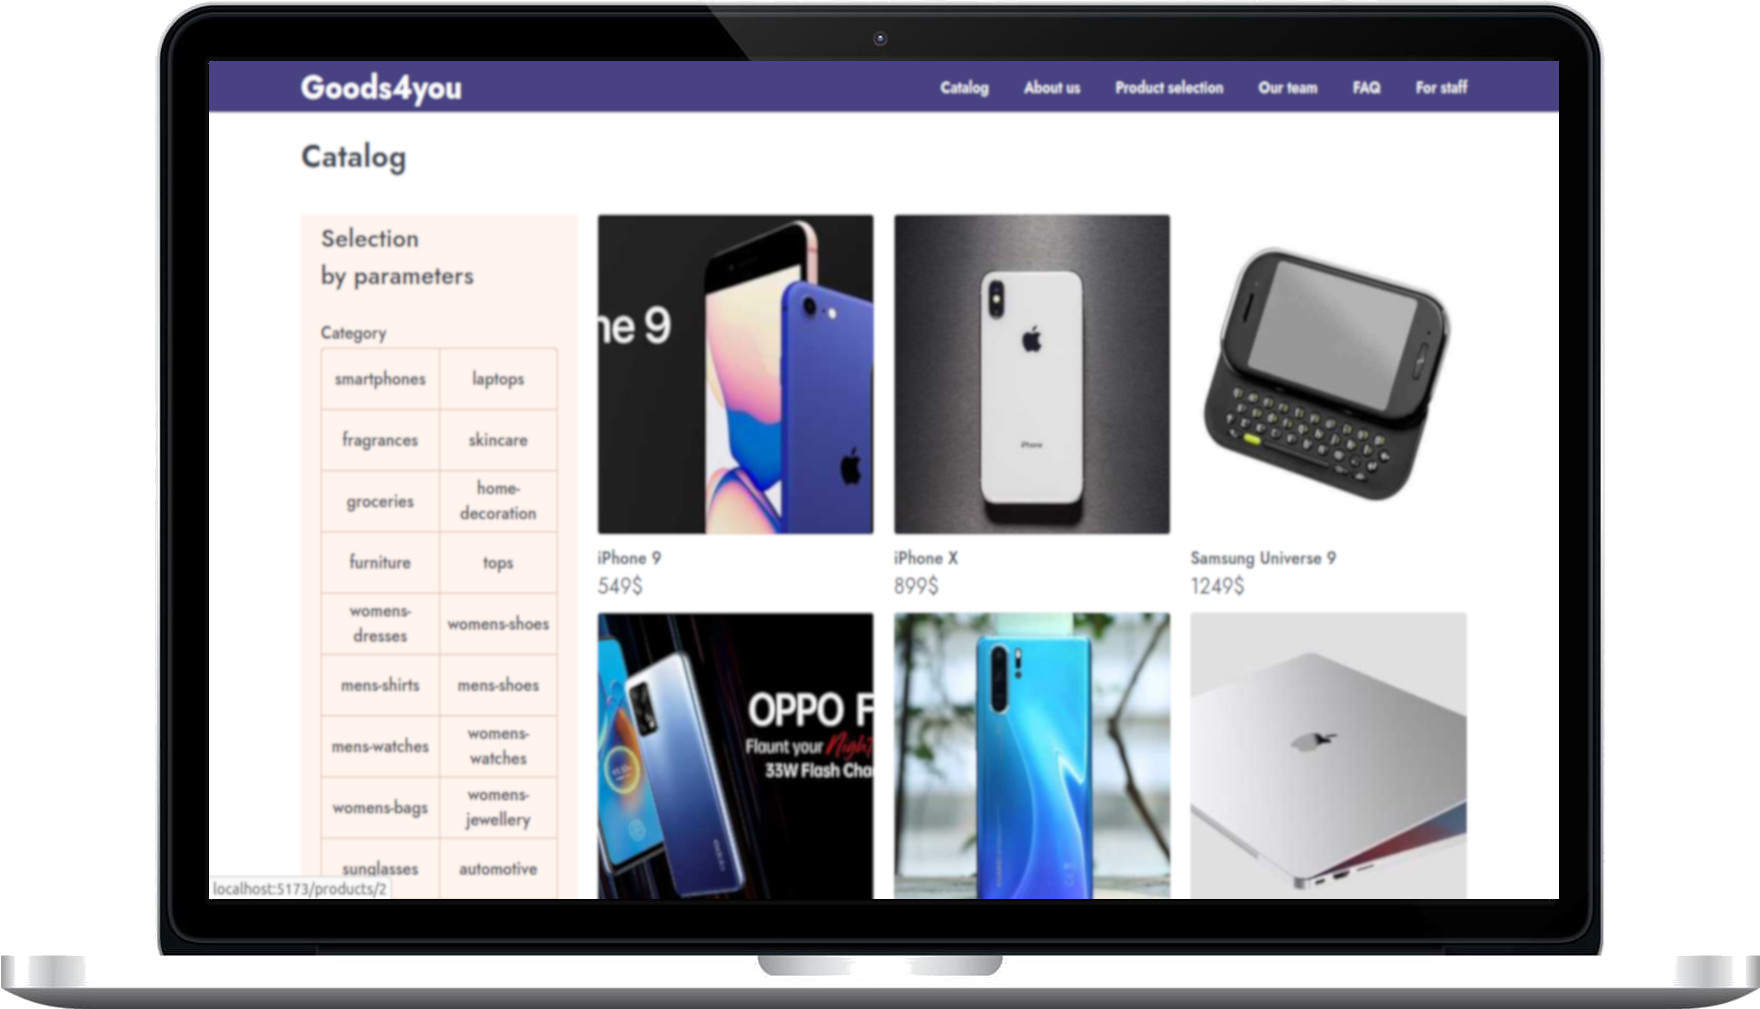 Goods4you
Catalog About us Product selection Our team FAQ For staff
Catalog
Selection
by parameters
Category
smartphones laptops
fragrances skincare
groceries home-
decoration
furniture tops
womens-
dresses womens-shoes
mens-shirts mens-shoes
mens-watches womens-
watches
womens-bags womens-
jewellery
sunglasses automotive
ne 9
iPhone
iPhone 9
549$
iPhone X
899$
Samsung Universe 9
1249$
OPPO F
Flaunt your Night
33W Flash Cha
localhost:5173/products/2